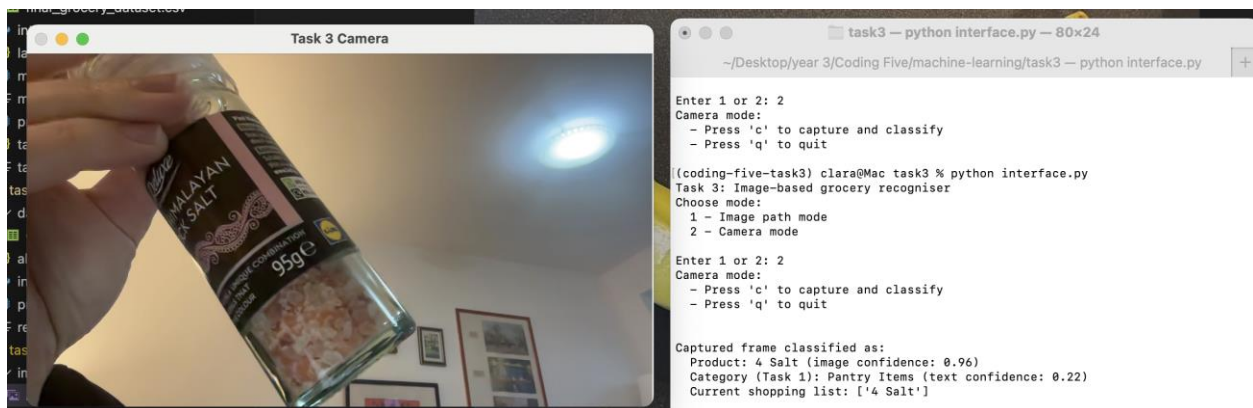 final_grocery_dataset.csv
Task 3 Camera
Deluxe
MALAYAN
SALT
UNIQUE COMBINATION
THAT
COLOUR
95g℮
task3 — python interface.py — 80×24
~/Desktop/year 3/Coding Five/machine-learning/task3 — python interface.py
+
Enter 1 or 2: 2
Camera mode:
- Press 'c' to capture and classify
- Press 'q' to quit
[(coding-five-task3) clara@Mac task3 % python interface.py
Task 3: Image-based grocery recogniser
Choose mode:
1 - Image path mode
2 - Camera mode
Enter 1 or 2: 2
Camera mode:
- Press 'c' to capture and classify
- Press 'q' to quit
Captured frame classified as:
Product: 4 Salt (image confidence: 0.96)
Category (Task 1): Pantry Items (text confidence: 0.22)
Current shopping list: ['4 Salt']